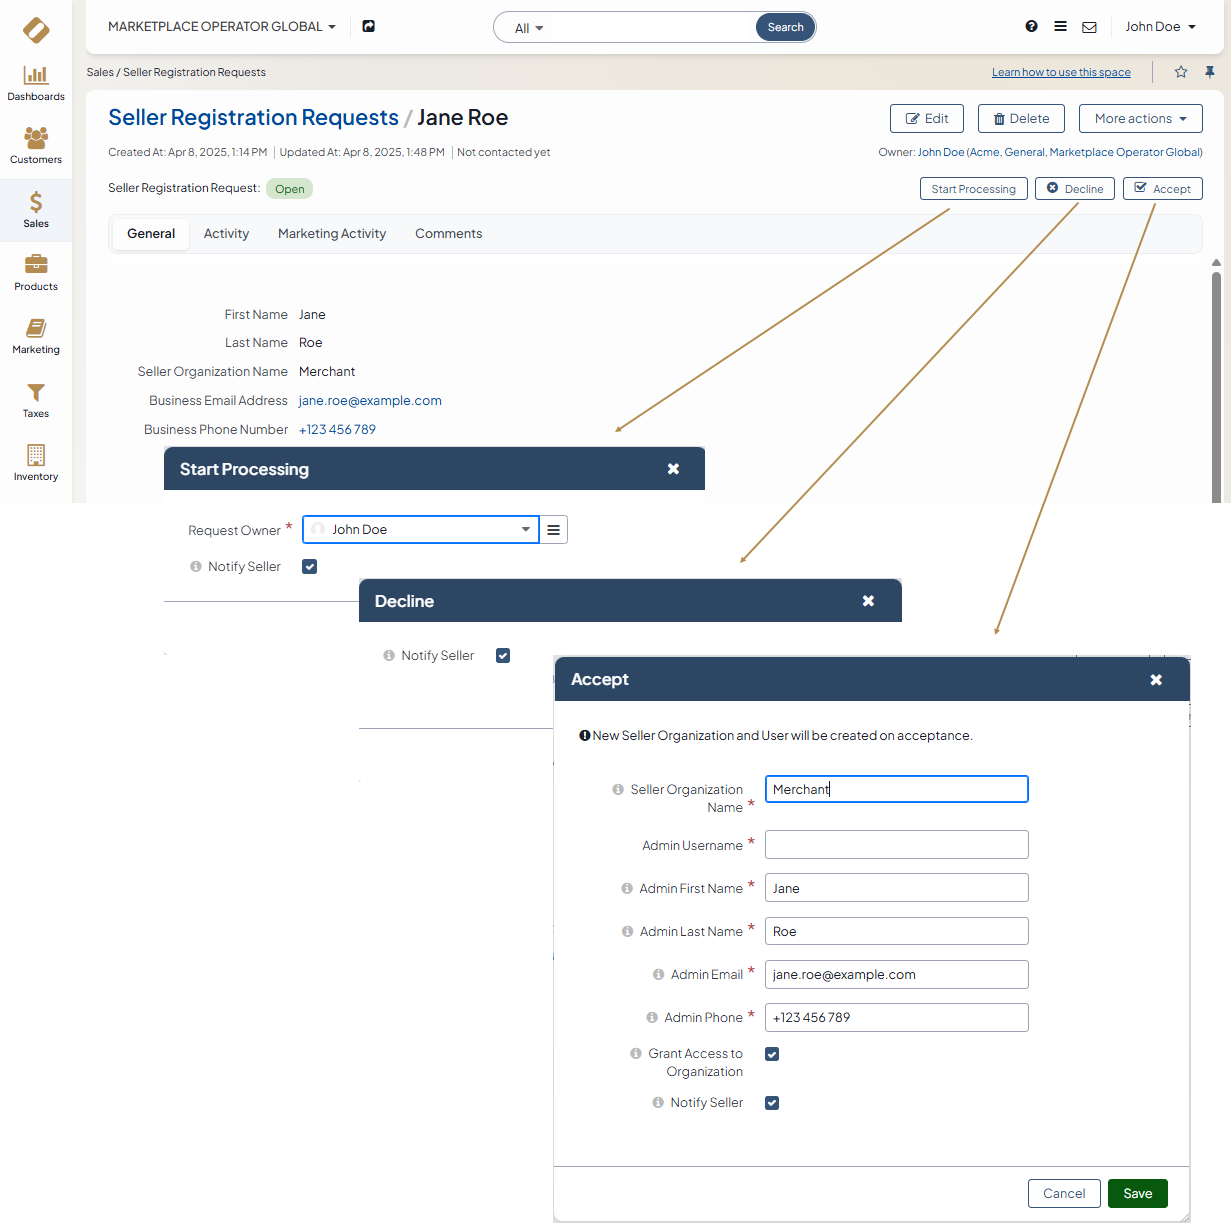 MARKETPLACE OPERATOR GLOBAL
All
Search
John Doe
Dashboards
Customers
Sales
Products
Marketing
Taxes
Inventory
Sales / Seller Registration Requests
Learn how to use this space
Seller Registration Requests / Jane Roe
Edit
Delete
More actions
Created At: Apr 8, 2025, 1:14 PM | Updated At: Apr 8, 2025, 1:48 PM | Not contacted yet
Owner: John Doe (Acme, General, Marketplace Operator Global)
Seller Registration Request: Open
Start Processing
Decline
Accept
General
Activity
Marketing Activity
Comments
First Name Jane
Last Name Roe
Seller Organization Name Merchant
Business Email Address jane.roe@example.com
Business Phone Number +123 456 789
Start Processing
Request Owner * John Doe
Notify Seller
Decline
Notify Seller
Accept
New Seller Organization and User will be created on acceptance.
Seller Organization
Name *
Merchant
Admin Username *
Admin First Name * Jane
Admin Last Name * Roe
Admin Email * jane.roe@example.com
Admin Phone * +123 456 789
Grant Access to
Organization
Notify Seller
Cancel
Save